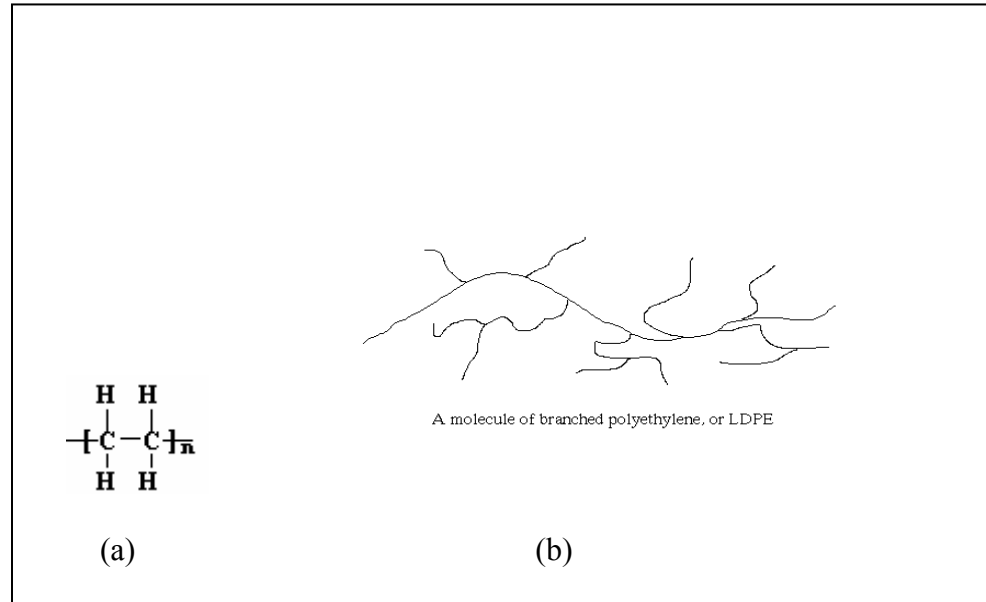 H H
[C–C]n
H H
A molecule of branched polyethylene, or LDPE
(a) (b)